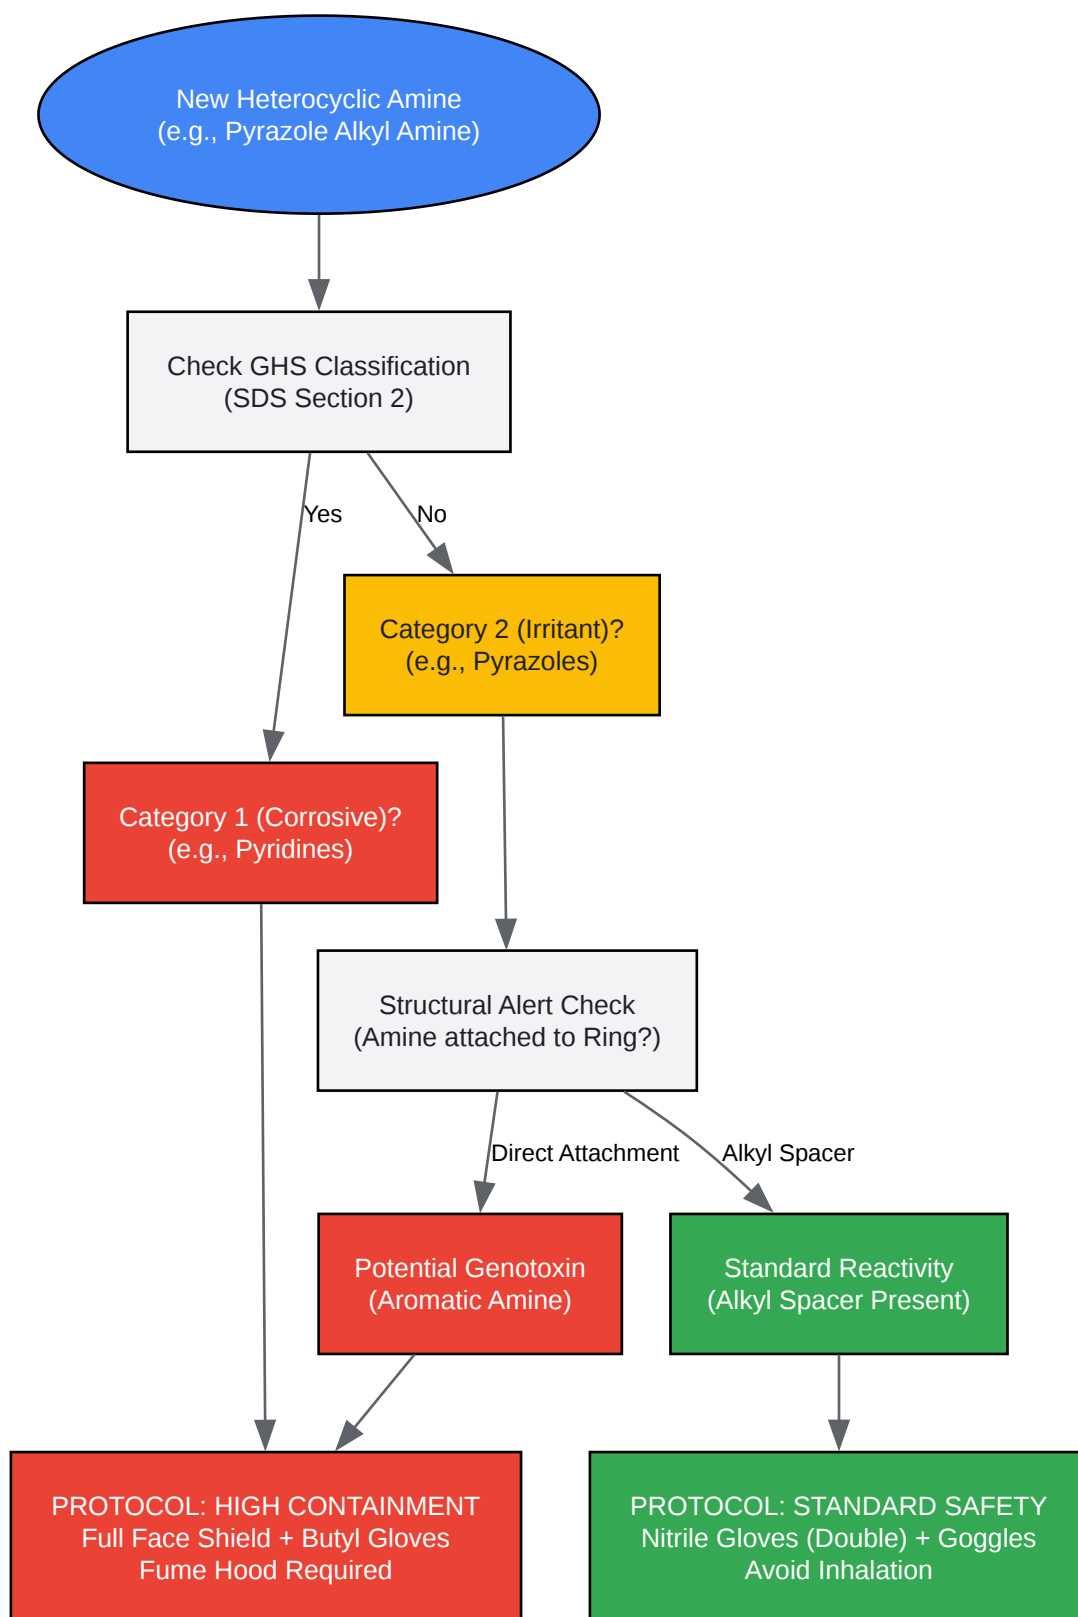 New Heterocyclic Amine
(e.g., Pyrazole Alkyl Amine)
Check GHS Classification
(SDS Section 2)
Yes
No
Category 2 (Irritant)?
(e.g., Pyrazoles)
Category 1 (Corrosive)?
(e.g., Pyridines)
Structural Alert Check
(Amine attached to Ring?)
Direct Attachment
Alkyl Spacer
Potential Genotoxin
(Aromatic Amine)
Standard Reactivity
(Alkyl Spacer Present)
PROTOCOL: HIGH CONTAINMENT
Full Face Shield + Butyl Gloves
Fume Hood Required
PROTOCOL: STANDARD SAFETY
Nitrile Gloves (Double) + Goggles
Avoid Inhalation